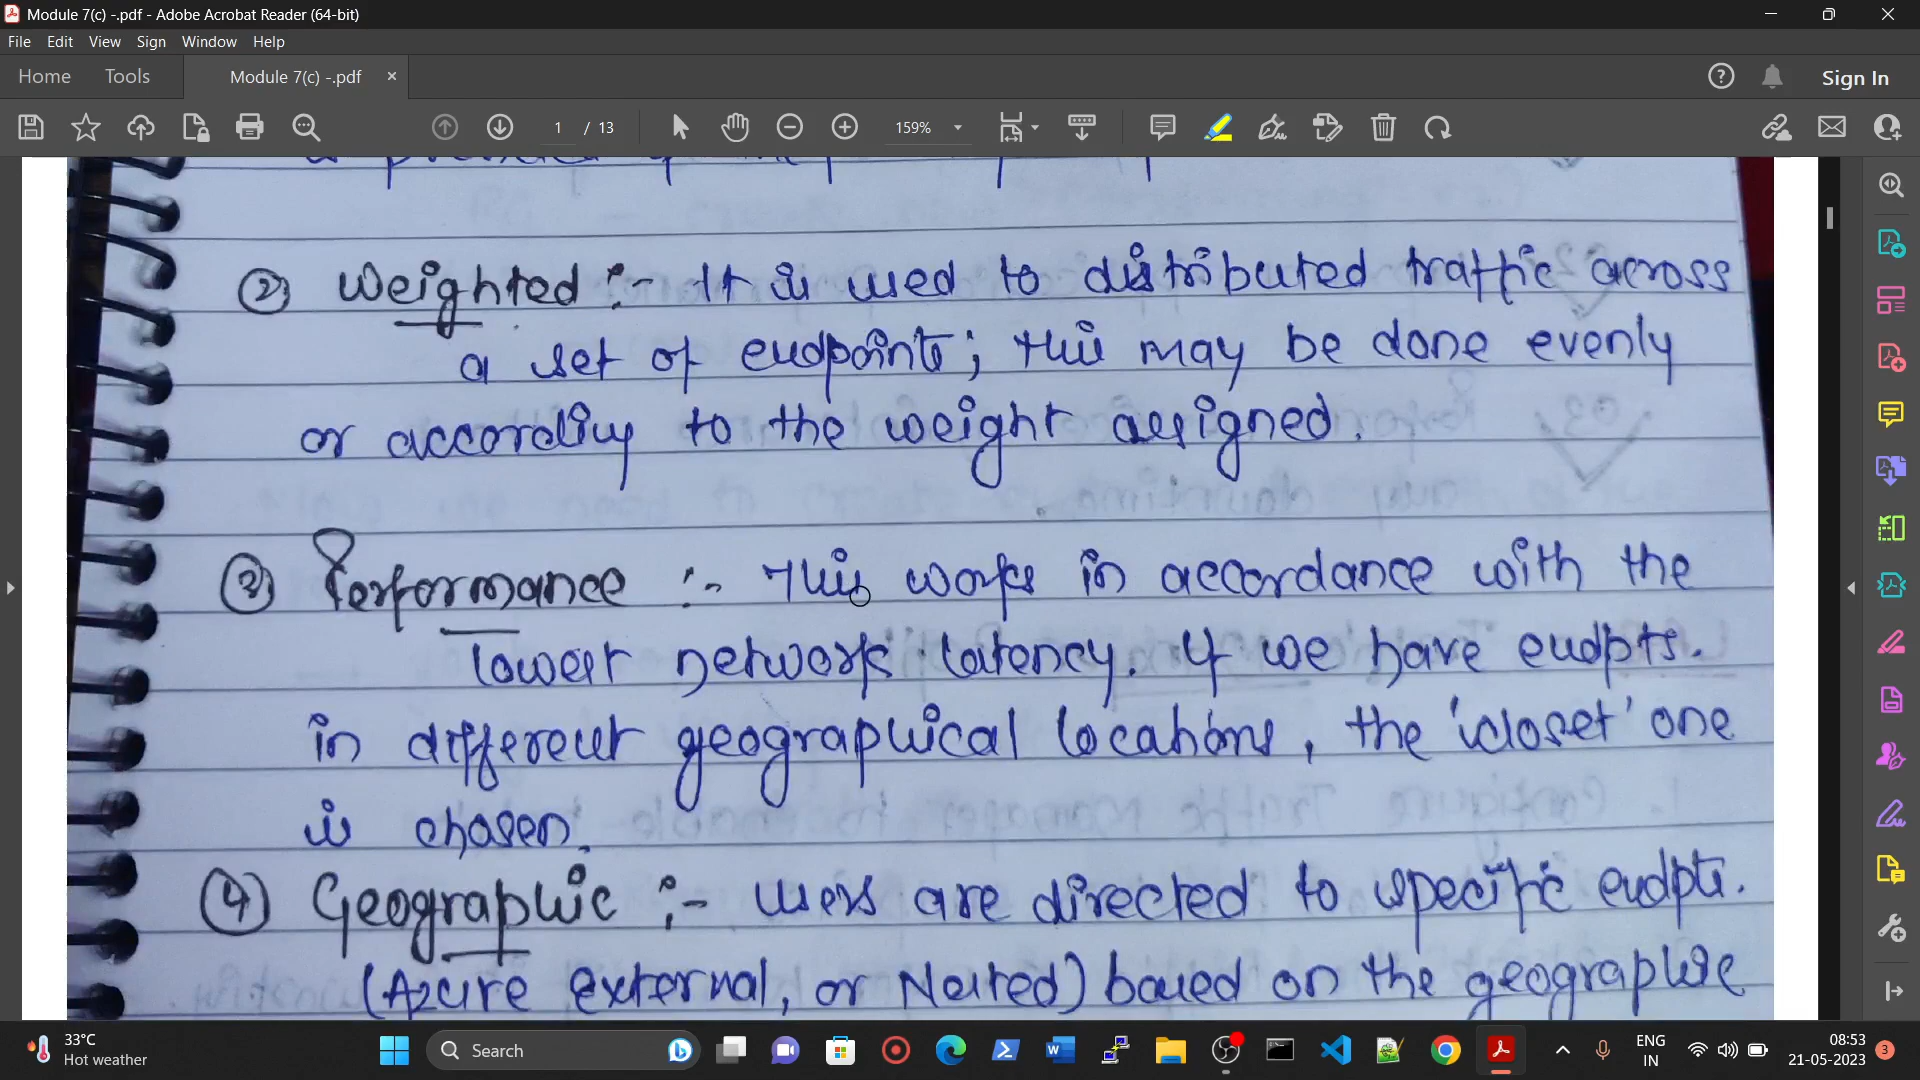 Module 7(c) -.pdf - Adobe Acrobat Reader (64-bit)
File Edit View Sign Window Help
Home Tools Module 7(c) -.pdf × Sign In
1 / 13 159%
② Weighted :- It is used to distributed traffic across
a set of endpoints; this may be done evenly
or according to the weight assigned.
③ Performance :- This works in accordance with the
lowest network latency. If we have endpts.
in different geographical locations, the 'closet' one
is chosen.
④ Geographic :- Users are directed to specific endpts.
(Azure external, or Nested) based on the geographic
33°C
Hot weather
Search
ENG
IN
08:53
21-05-2023
3